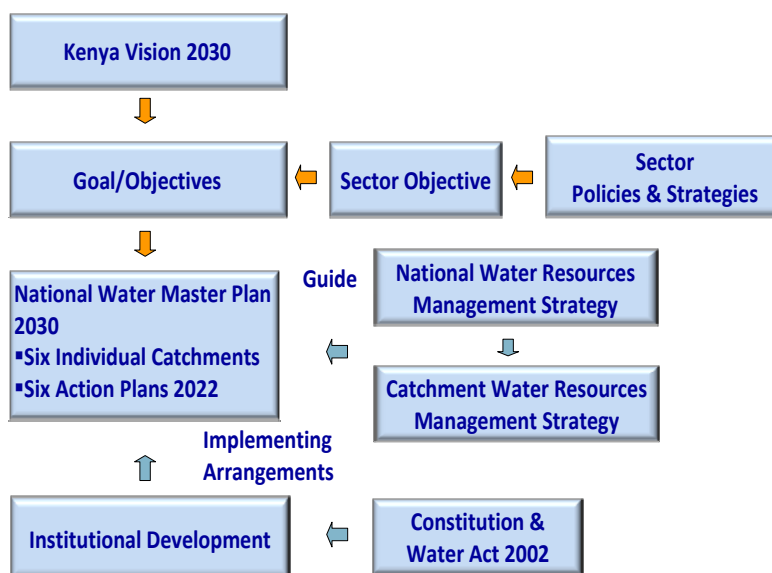 Kenya Vision 2030
Goal/Objectives
Sector Objective
Sector
Policies & Strategies
National Water Master Plan
2030
▪Six Individual Catchments
▪Six Action Plans 2022
Guide
National Water Resources
Management Strategy
Catchment Water Resources
Management Strategy
Implementing
Arrangements
Institutional Development
Constitution &
Water Act 2002